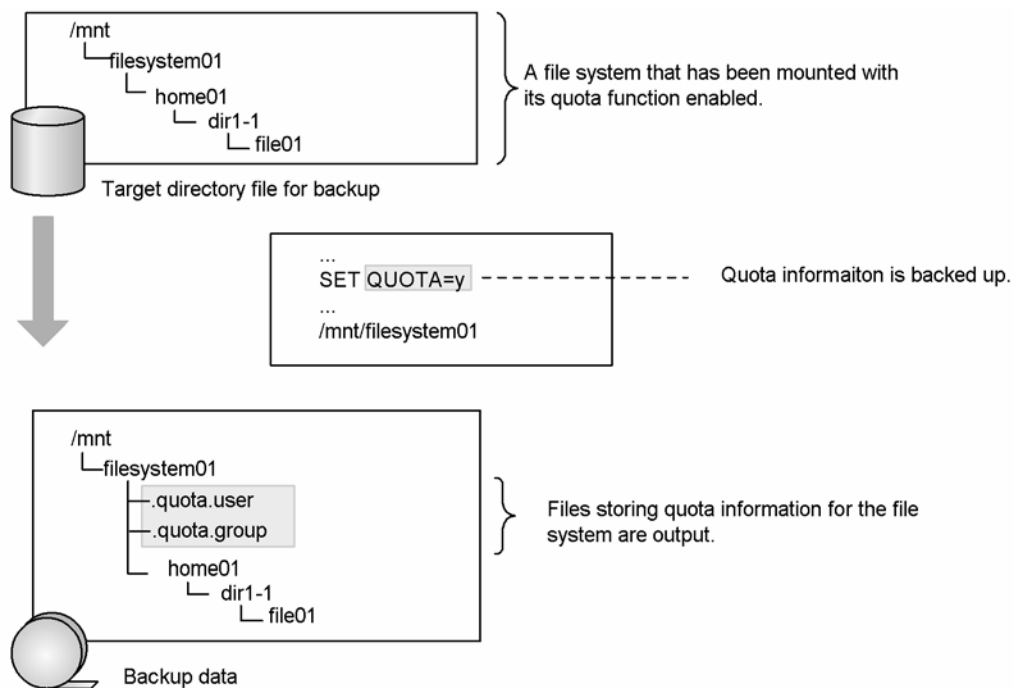 /mnt
filesystem01
home01
dir1-1
file01
A file system that has been mounted with
its quota function enabled.
Target directory file for backup
...
SET QUOTA=y
...
/mnt/filesystem01
Quota informaiton is backed up.
/mnt
filesystem01
.quota.user
.quota.group
home01
dir1-1
file01
Files storing quota information for the file
system are output.
Backup data